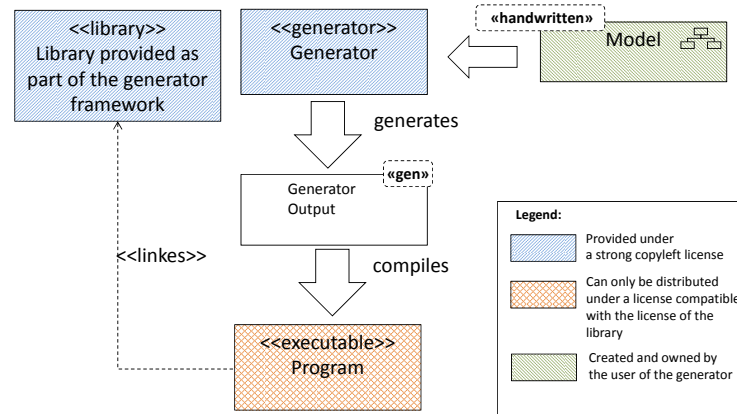 <<library>>
Library provided as
part of the generator
framework
<<generator>>
Generator
«handwritten»
Model
generates
«gen»
Generator
Output
<<linkes>>
compiles
<<executable>>
Program
Legend:
Provided under
a strong copyleft license
Can only be distributed
under a license compatible
with the license of the
library
Created and owned by
the user of the generator